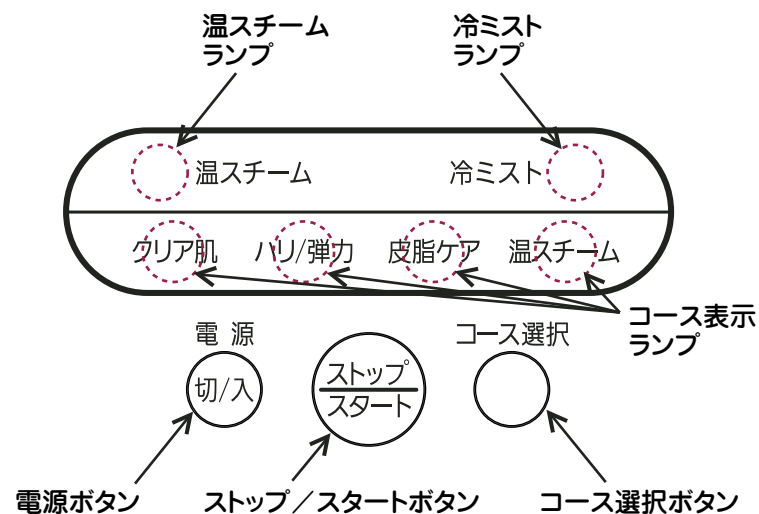 温スチーム
ランプ
冷ミスト
ランプ
温スチーム
冷ミスト
クリア肌
ハリ/弾力
皮脂ケア
温スチーム
コース表示
ランプ
電源
コース選択
切/入
ストップ
スタート
電源ボタン
ストップ／スタートボタン
コース選択ボタン